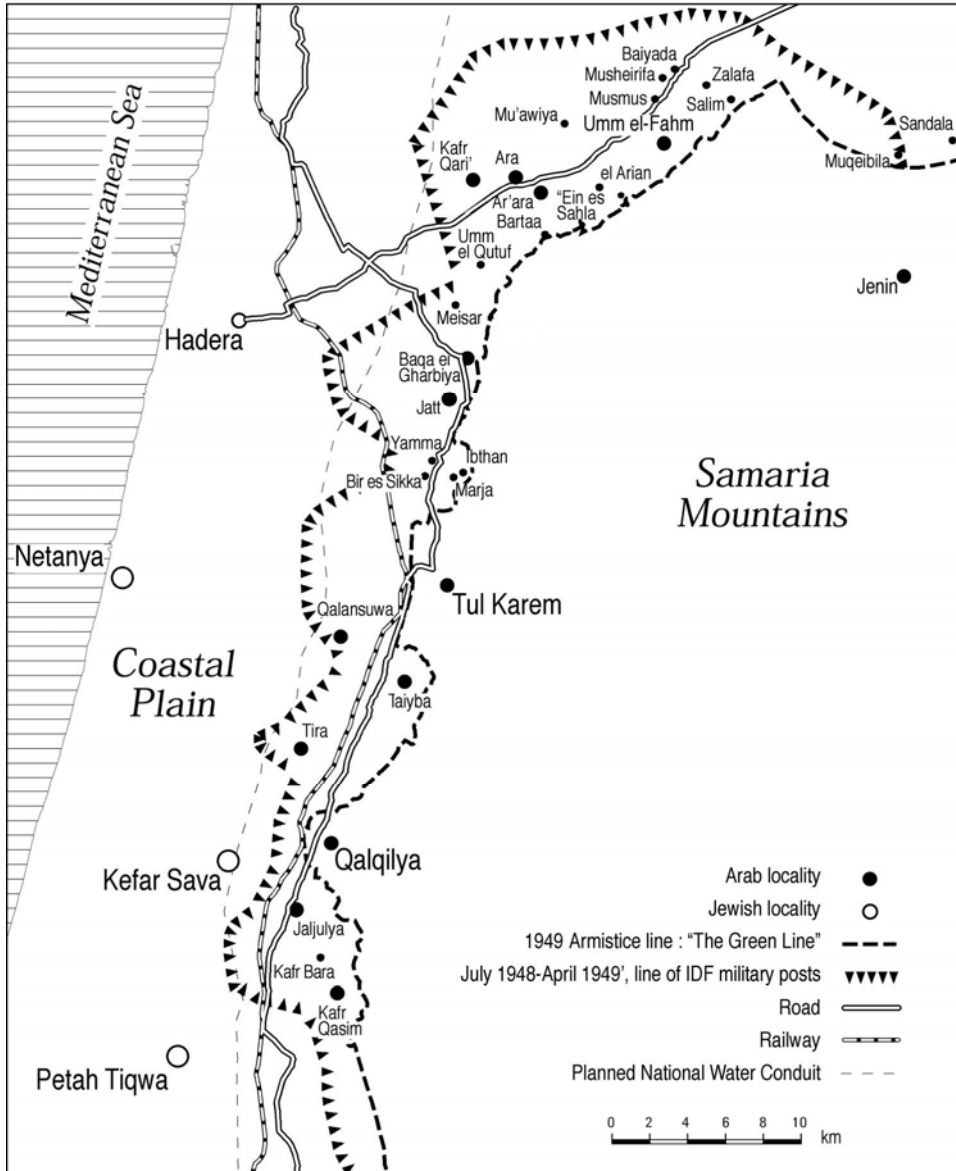 Mediterranean Sea
Baiyada
Musheirifa
Zalafa
Musmus
Salim
Mu'awiya
Umm el-Fahm
Sandala
Muqeibila
Kafr
Qari'
Ara
el Arian
Ar'ara
"Ein es
Sahla
Bartaa
Umm
el Qutuf
Jenin
Meisar
Hadera
Baqa el
Gharbiya
Jatt
Yamma
Ibthan
Bir es Sikka
Marja
Samaria
Mountains
Netanya
Tul Karem
Qalansuwa
Coastal
Plain
Taiyba
Tira
Qalqilya
Kefar Sava
Jaljulya
Kafr Bara
Kafr
Qasim
Petah Tiqwa
Arab locality
Jewish locality
1949 Armistice line : “The Green Line”
July 1948-April 1949', line of IDF military posts
Road
Railway
Planned National Water Conduit
0 2 4 6 8 10
km